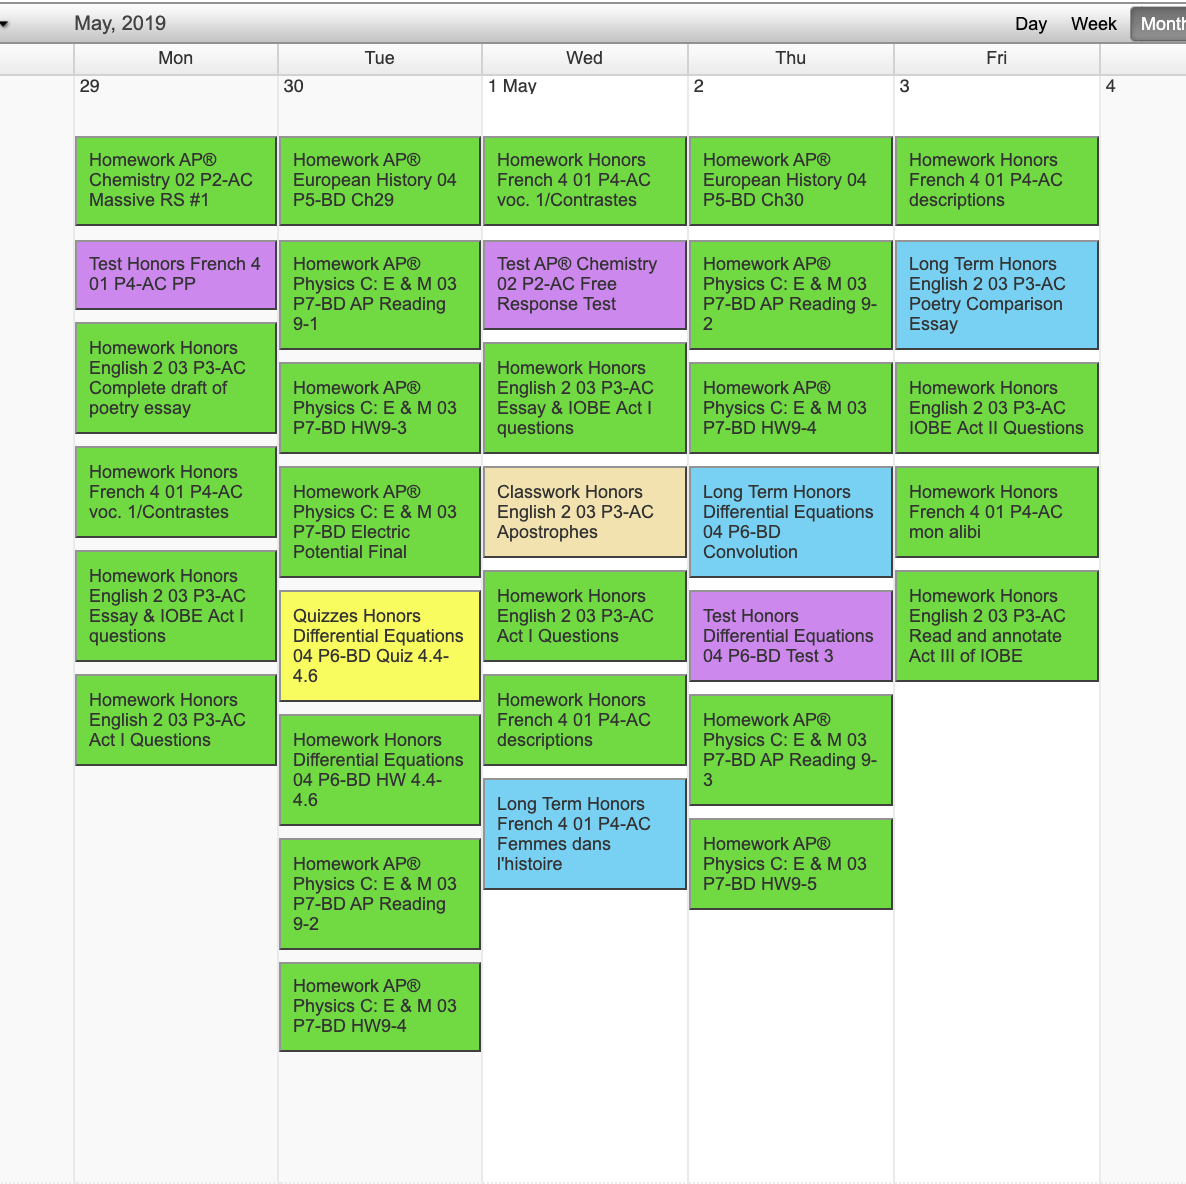 May, 2019
Day
Week
Month
Mon
Tue
Wed
Thu
Fri
29
30
1 May
2
3
4
Homework AP®
Chemistry 02 P2-AC
Massive RS #1
Test Honors French 4
01 P4-AC PP
Homework Honors
English 2 03 P3-AC
Complete draft of
poetry essay
Homework Honors
French 4 01 P4-AC
voc. 1/Contrastes
Homework Honors
English 2 03 P3-AC
Essay & IOBE Act I
questions
Homework Honors
English 2 03 P3-AC
Act I Questions
Homework AP®
European History 04
P5-BD Ch29
Homework AP®
Physics C: E & M 03
P7-BD AP Reading
9-1
Homework AP®
Physics C: E & M 03
P7-BD HW9-3
Homework AP®
Physics C: E & M 03
P7-BD Electric
Potential Final
Quizzes Honors
Differential Equations
04 P6-BD Quiz 4.4-
4.6
Homework Honors
Differential Equations
04 P6-BD HW 4.4-
4.6
Homework AP®
Physics C: E & M 03
P7-BD AP Reading
9-2
Homework AP®
Physics C: E & M 03
P7-BD HW9-4
Homework Honors
French 4 01 P4-AC
voc. 1/Contrastes
Test AP® Chemistry
02 P2-AC Free
Response Test
Homework Honors
English 2 03 P3-AC
Essay & IOBE Act I
questions
Classwork Honors
English 2 03 P3-AC
Apostrophes
Homework Honors
English 2 03 P3-AC
Act I Questions
Homework Honors
French 4 01 P4-AC
descriptions
Long Term Honors
French 4 01 P4-AC
Femmes dans
l'histoire
Homework AP®
European History 04
P5-BD Ch30
Homework AP®
Physics C: E & M 03
P7-BD AP Reading 9-
2
Homework AP®
Physics C: E & M 03
P7-BD HW9-4
Long Term Honors
Differential Equations
04 P6-BD
Convolution
Test Honors
Differential Equations
04 P6-BD Test 3
Homework AP®
Physics C: E & M 03
P7-BD AP Reading 9-
3
Homework AP®
Physics C: E & M 03
P7-BD HW9-5
Homework Honors
French 4 01 P4-AC
descriptions
Long Term Honors
English 2 03 P3-AC
Poetry Comparison
Essay
Homework Honors
English 2 03 P3-AC
IOBE Act II Questions
Homework Honors
French 4 01 P4-AC
mon alibi
Homework Honors
English 2 03 P3-AC
Read and annotate
Act III of IOBE